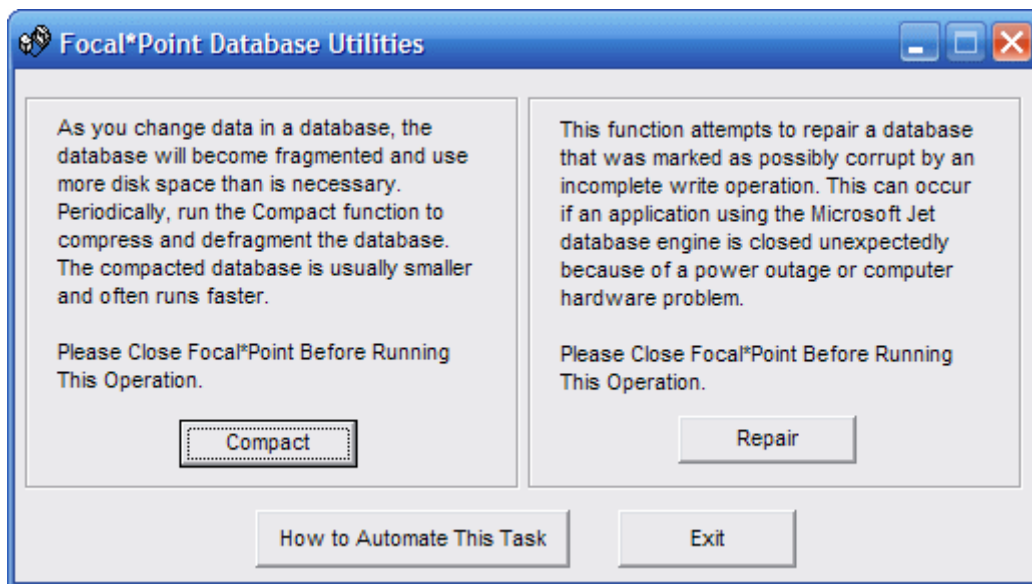 Focal*Point Database Utilities
As you change data in a database, the
database will become fragmented and use
more disk space than is necessary.
Periodically, run the Compact function to
compress and defragment the database.
The compacted database is usually smaller
and often runs faster.
Please Close Focal*Point Before Running
This Operation.
Compact
This function attempts to repair a database
that was marked as possibly corrupt by an
incomplete write operation. This can occur
if an application using the Microsoft Jet
database engine is closed unexpectedly
because of a power outage or computer
hardware problem.
Please Close Focal*Point Before Running
This Operation.
Repair
How to Automate This Task
Exit